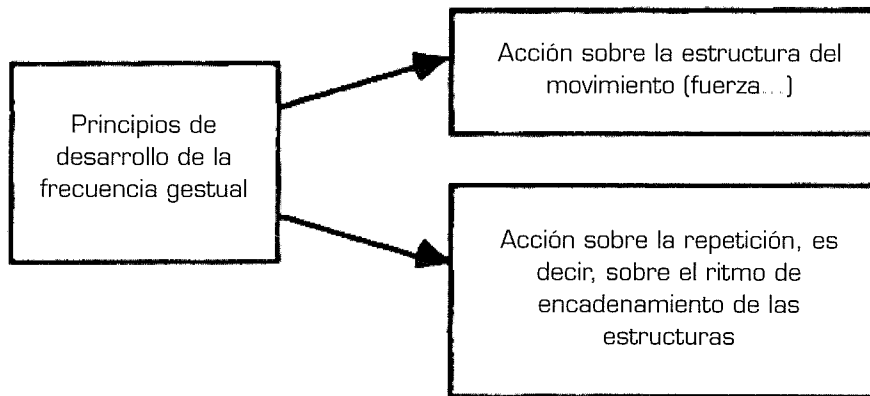 Principios de
desarrollo de la
frecuencia gestual
Acción sobre la estructura del
movimiento (fuerza...)
Acción sobre la repetición, es
decir, sobre el ritmo de
encadenamiento de las
estructuras